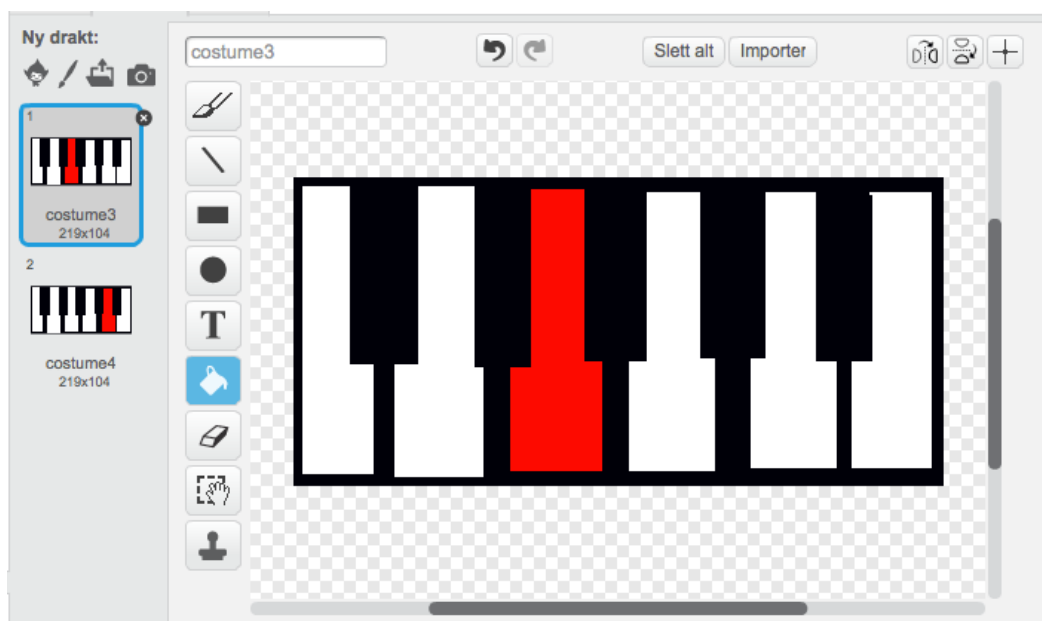 Ny drakt:
costume3
Slett alt
Importer
1
costume3
219x104
2
costume4
219x104
T